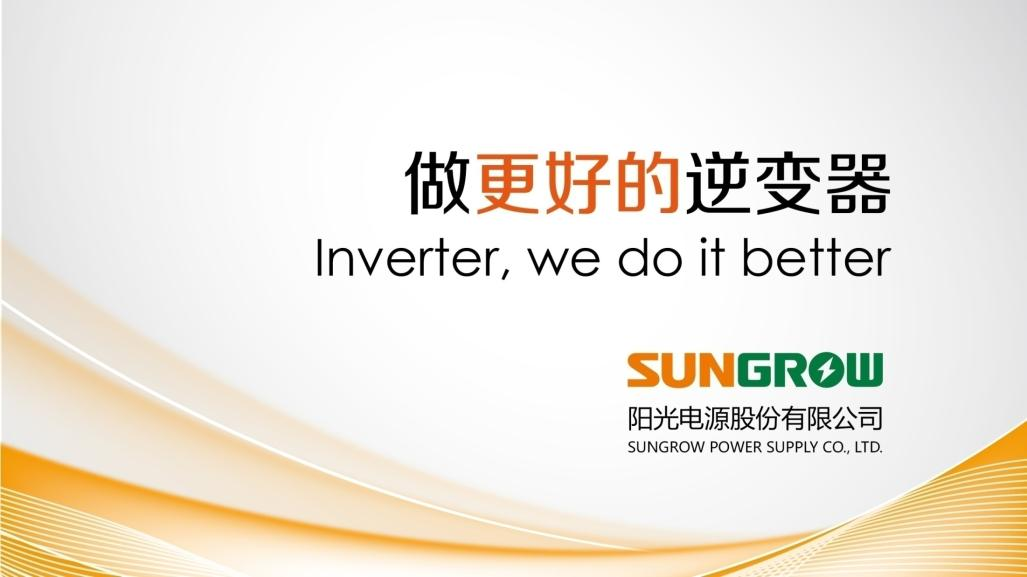 做更好的逆变器
Inverter, we do it better
SUNGROW
阳光电源股份有限公司
SUNGROW POWER SUPPLY CO., LTD.